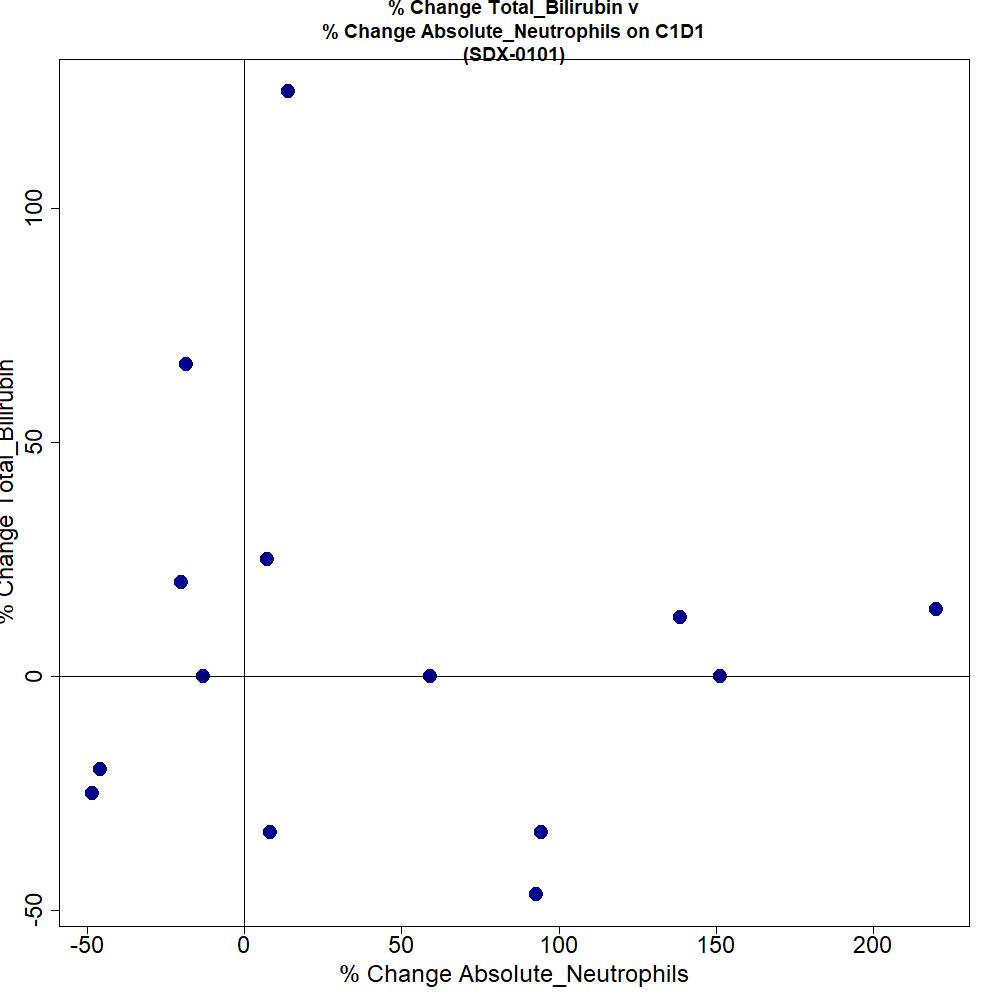 % Change Total_Bilirubin v
% Change Absolute_Neutrophils on C1D1
(SDX-0101)
% Change Total_Bilirubin
100
50
0
-50
-50 0 50 100 150 200
% Change Absolute_Neutrophils